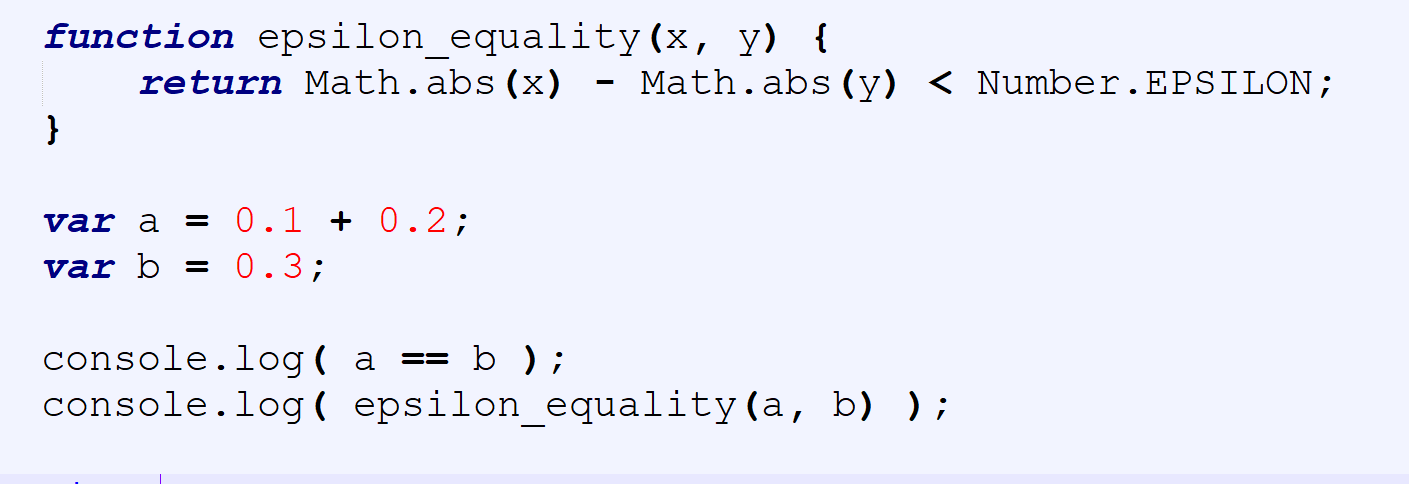 function epsilon_equality(x, y) {
    return Math.abs(x) - Math.abs(y) < Number.EPSILON;
}
var a = 0.1 + 0.2;
var b = 0.3;
console.log( a == b );
console.log( epsilon_equality(a, b) );